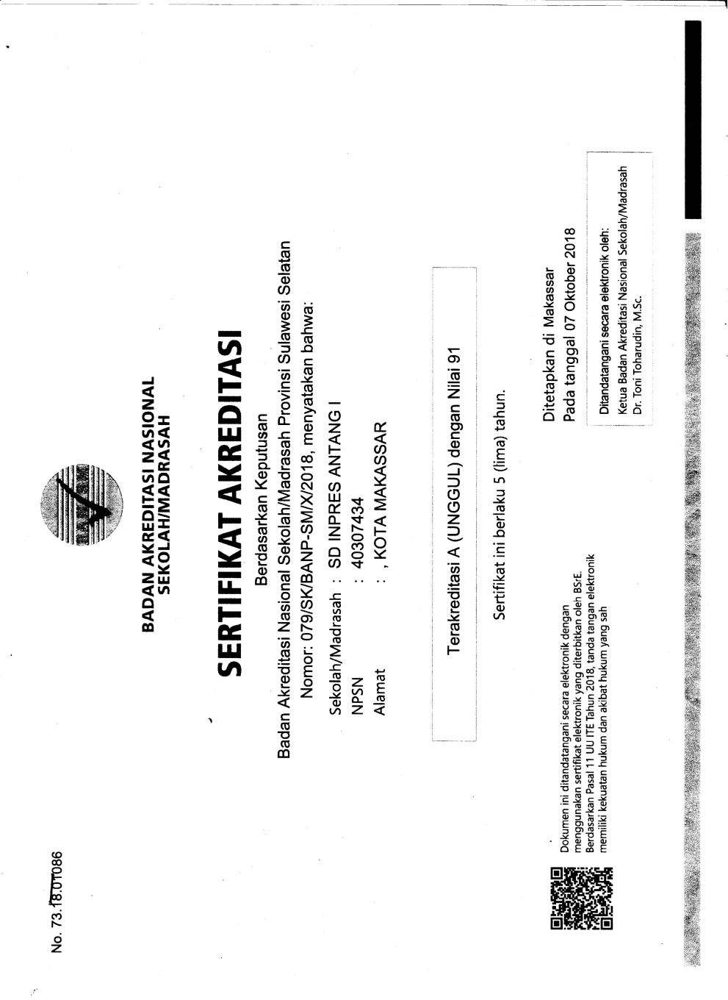 No. 73.18.01086
BADAN AKREDITASI NASIONAL
SEKOLAH/MADRASAH
SERTIFIKAT AKREDITASI
Berdasarkan Keputusan
Badan Akreditasi Nasional Sekolah/Madrasah Provinsi Sulawesi Selatan
Nomor: 079/SK/BANP-SM/X/2018, menyatakan bahwa:
Sekolah/Madrasah : SD INPRES ANTANG I
NPSN : 40307434
Alamat : , KOTA MAKASSAR
Terakreditasi A (UNGGUL) dengan Nilai 91
Sertifikat ini berlaku 5 (lima) tahun.
Ditetapkan di Makassar
Pada tanggal 07 Oktober 2018
Ditandatangani secara elektronik oleh:
Ketua Badan Akreditasi Nasional Sekolah/Madrasah
Dr. Toni Toharudin, M.Sc.
Dokumen ini ditandatangani secara elektronik dengan
menggunakan sertifikat elektronik yang diterbitkan oleh BSrE.
Berdasarkan Pasal 11 UU ITE Tahun 2018, tanda tangan elektronik
memiliki kekuatan hukum dan akibat hukum yang sah